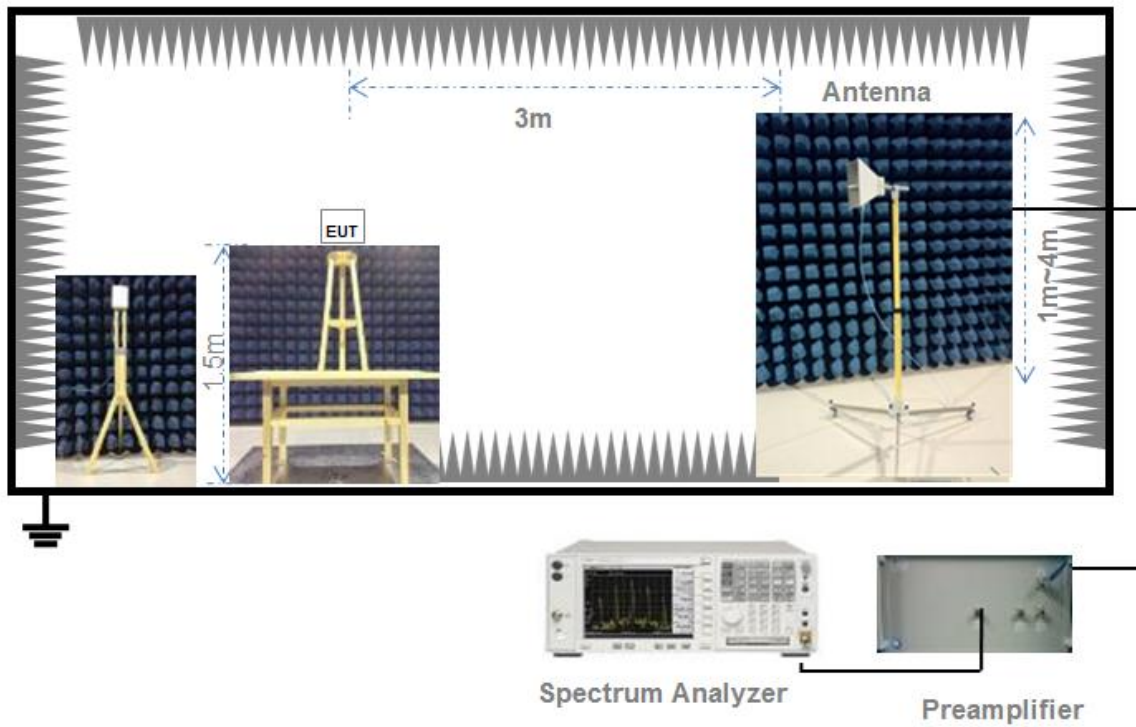 Antenna
3m
EUT
1.5m
1m~4m
Spectrum Analyzer
Preamplifier